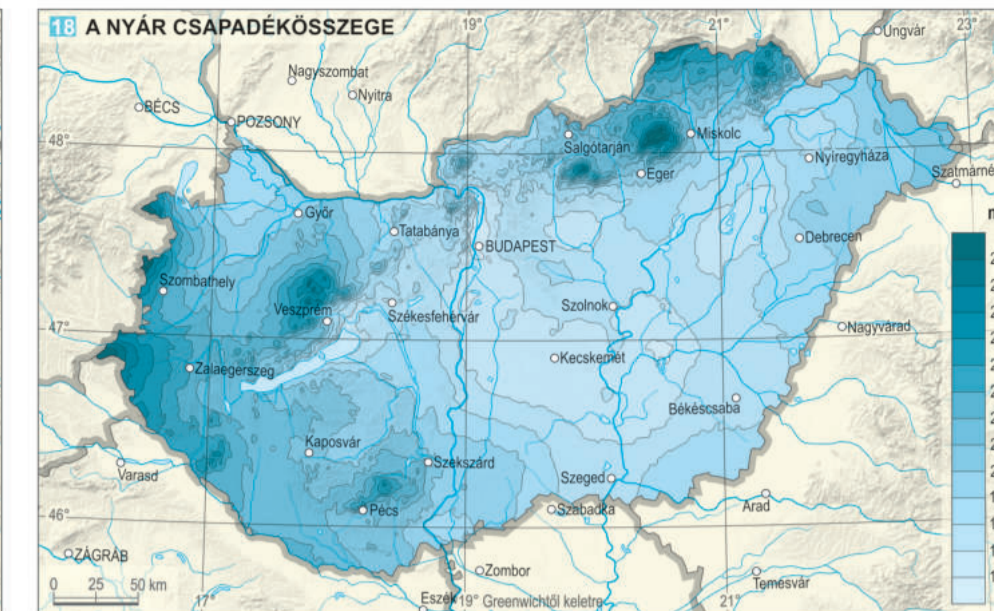 18 A NYÁR CSAPADÉKÖSSZEGE
19°
21°
23°
Ungvár
Nagyszombat
Nyitra
BÉCS
POZSONY
48°
Salgótarján
Miskolc
Eger
Nyíregyháza
Győr
Tatabánya
BUDAPEST
Debrecen
Szombathely
Veszprém
Székesfehérvár
Szolnok
47°
Nagyvárad
Kecskemét
Zalaegerszeg
Békéscsaba
Kaposvár
Szekszárd
Varasd
Szeged
Pécs
Szabadka
Arad
46°
ZÁGRÁB
0 25 50 km
Zombor
Temesvár
17°
Eszék
19° Greenwichtől keletre
21°